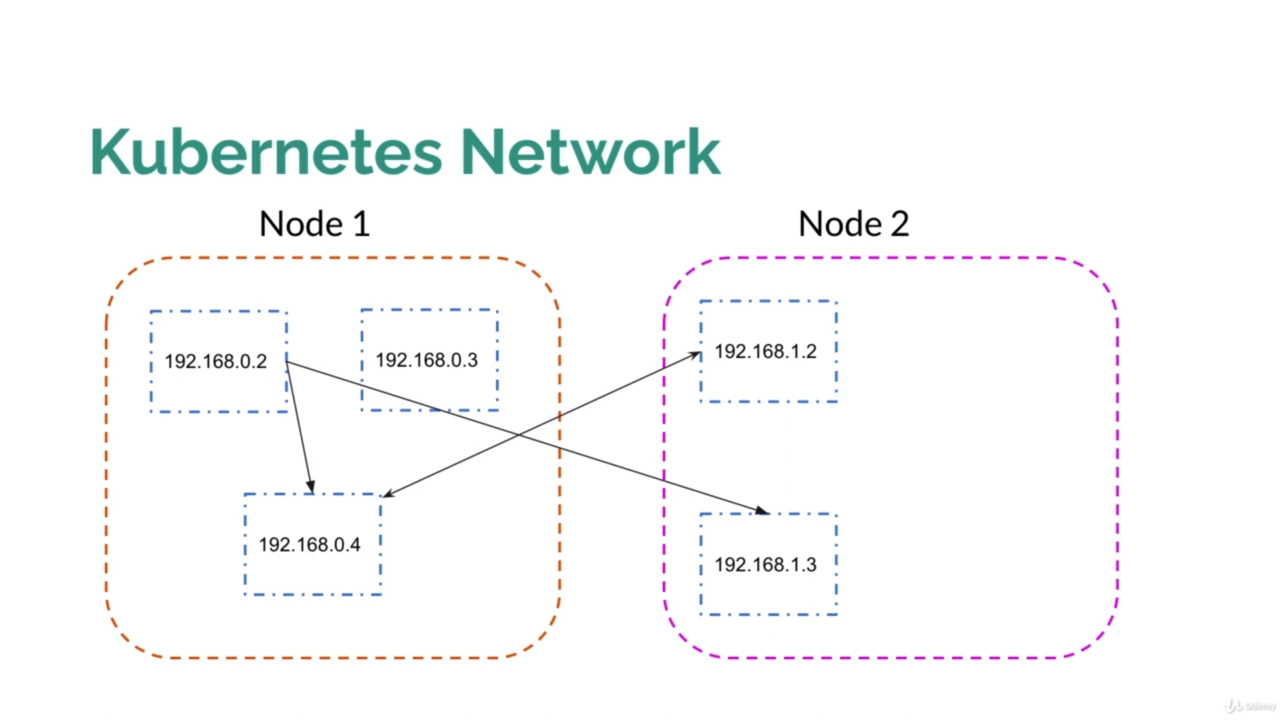 Kubernetes Network
Node 1
Node 2
192.168.0.2
192.168.0.3
192.168.1.2
192.168.0.4
192.168.1.3
Udemy